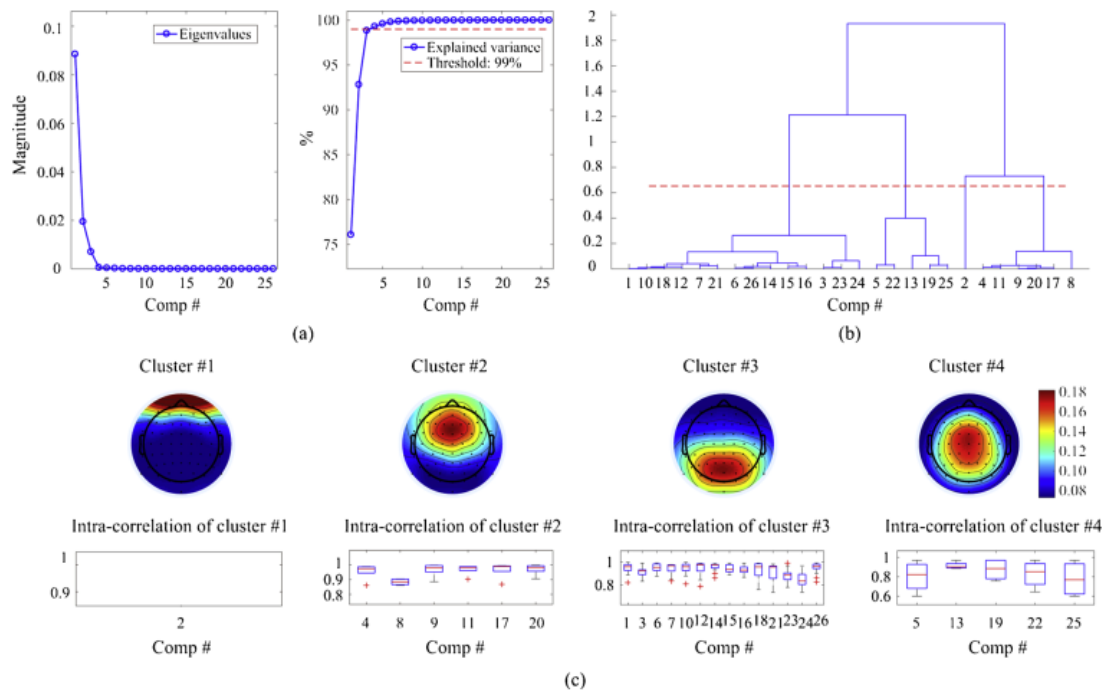 0.1
0.08
0.06
0.04
0.02
0
Magnitude
Eigenvalues
5 10 15 20 25
Comp #
100
95
90
85
80
75
%
Explained variance
Threshold: 99%
5 10 15 20 25
Comp #
(a)
2
1.8
1.6
1.4
1.2
1
0.8
0.6
0.4
0.2
0
1 10 18 12 7 21 6 26 14 15 16 3 23 24 5 22 13 19 25 2 4 11 9 20 17 8
Comp #
(b)
Cluster #1
Cluster #2
Cluster #3
Cluster #4
0.18
0.16
0.14
0.12
0.10
0.08
Intra-correlation of cluster #1
1
0.9
2
Comp #
Intra-correlation of cluster #2
1
0.9
0.8
4 8 9 11 17 20
Comp #
Intra-correlation of cluster #3
1
0.8
1 3 6 7 10 12 14 15 16 18 21 23 24 26
Comp #
Intra-correlation of cluster #4
1
0.8
0.6
5 13 19 22 25
Comp #
(c)